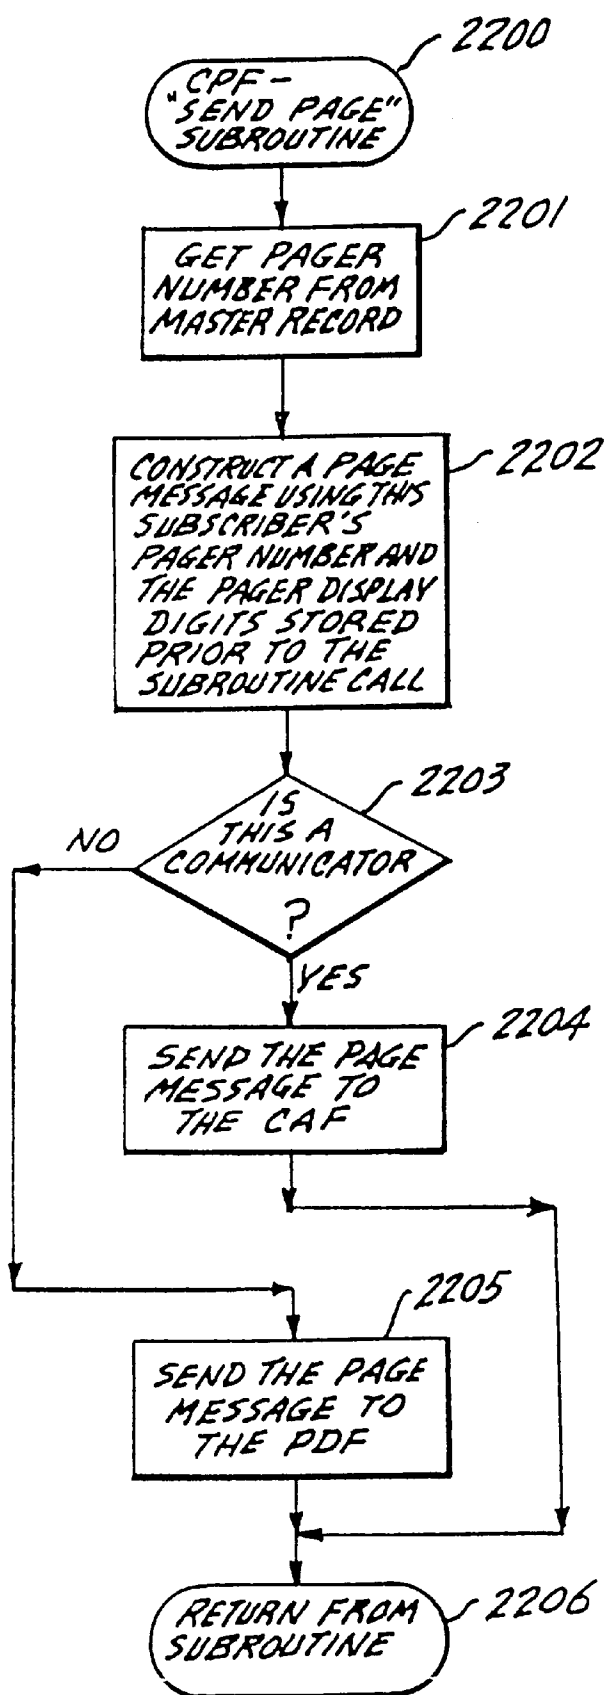 2200
CPF-
"SEND PAGE"
SUBROUTINE
2201
GET PAGER
NUMBER FROM
MASTER RECORD
2202
CONSTRUCT A PAGE
MESSAGE USING THIS
SUBSCRIBER'S
PAGER NUMBER AND
THE PAGER DISPLAY
DIGITS STORED
PRIOR TO THE
SUBROUTINE CALL
2203
IS
THIS A
COMMUNICATOR
?
NO
YES
2204
SEND THE PAGE
MESSAGE TO
THE CAF
2205
SEND THE PAGE
MESSAGE TO
THE PDF
2206
RETURN FROM
SUBROUTINE